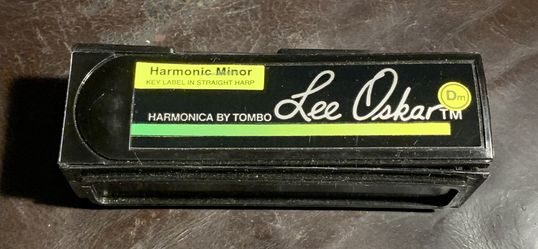 Harmonic Minor
KEY LABEL IN STRAIGHT HARP
HARMONICA BY TOMBO Lee Oskar TM
Dm